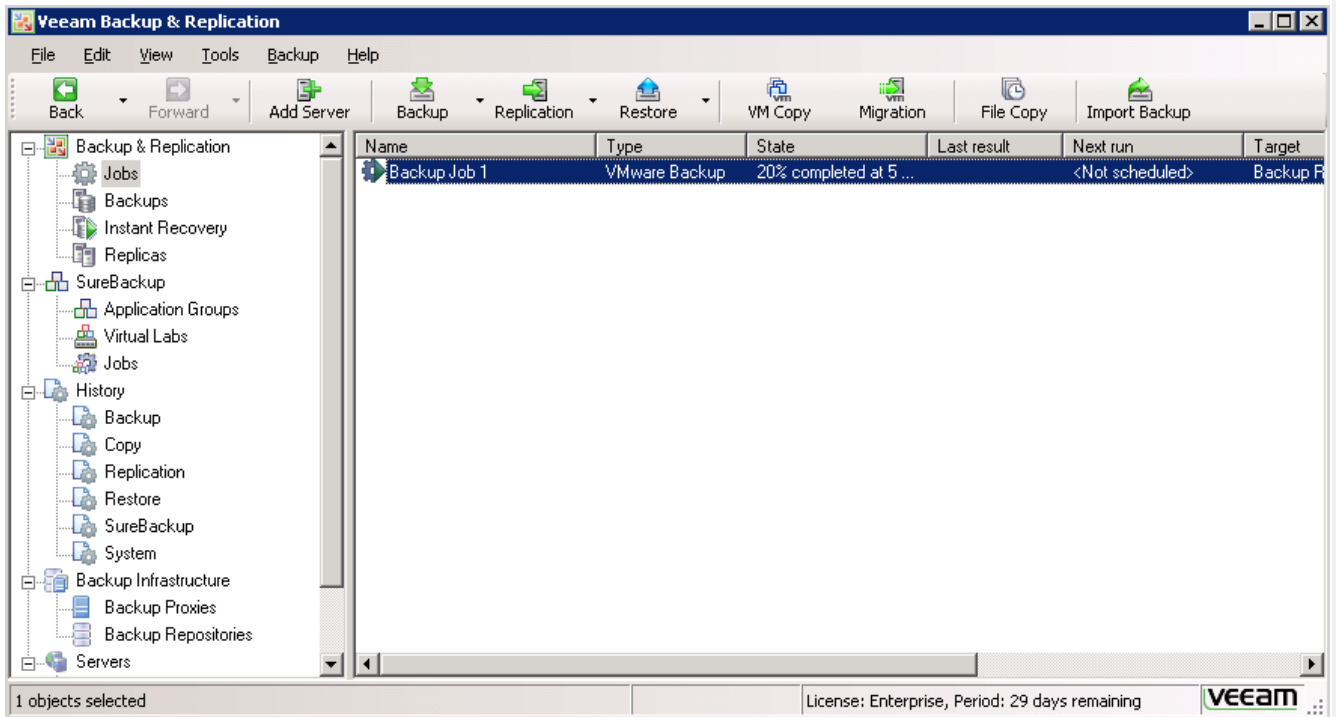 Veeam Backup & Replication
File Edit View Tools Backup Help
Back Forward Add Server Backup Replication Restore VM Copy Migration File Copy Import Backup
Backup & Replication
Jobs
Backups
Instant Recovery
Replicas
SureBackup
Application Groups
Virtual Labs
Jobs
History
Backup
Copy
Replication
Restore
SureBackup
System
Backup Infrastructure
Backup Proxies
Backup Repositories
Servers
Name Type State Last result Next run Target
Backup Job 1 VMware Backup 20% completed at 5 ... <Not scheduled> Backup R
1 objects selected License: Enterprise, Period: 29 days remaining veeam